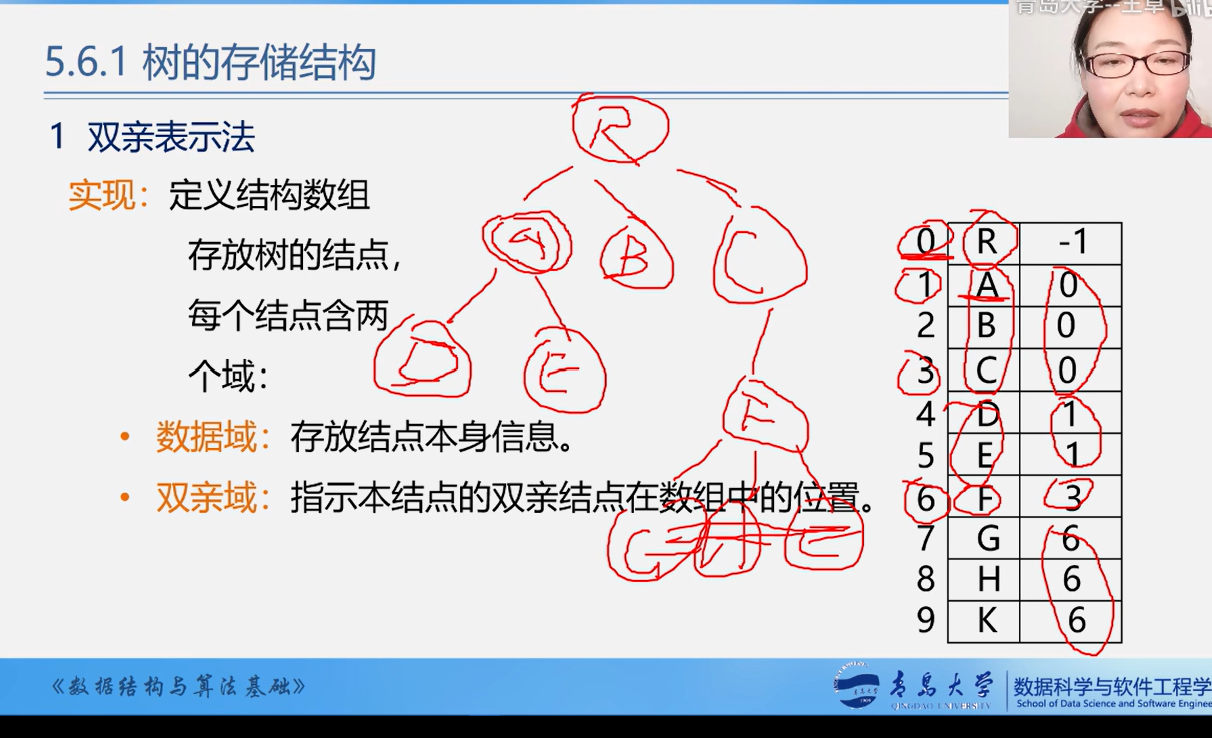 青岛大学--王卓
5.6.1 树的存储结构
1 双亲表示法
实现：定义结构数组
存放树的结点，
每个结点含两
个域：
• 数据域：存放结点本身信息。
• 双亲域：指示本结点的双亲结点在数组中的位置。
R
A B C
D E
F
G
0 R -1
1 A 0
2 B 0
3 C 0
4 D 1
5 E 1
6 F 3
7 G 6
8 H 6
9 K 6
《数据结构与算法基础》
青岛大学
QINGDAO UNIVERSITY
数据科学与软件工程学
School of Data Science and Software Enginee